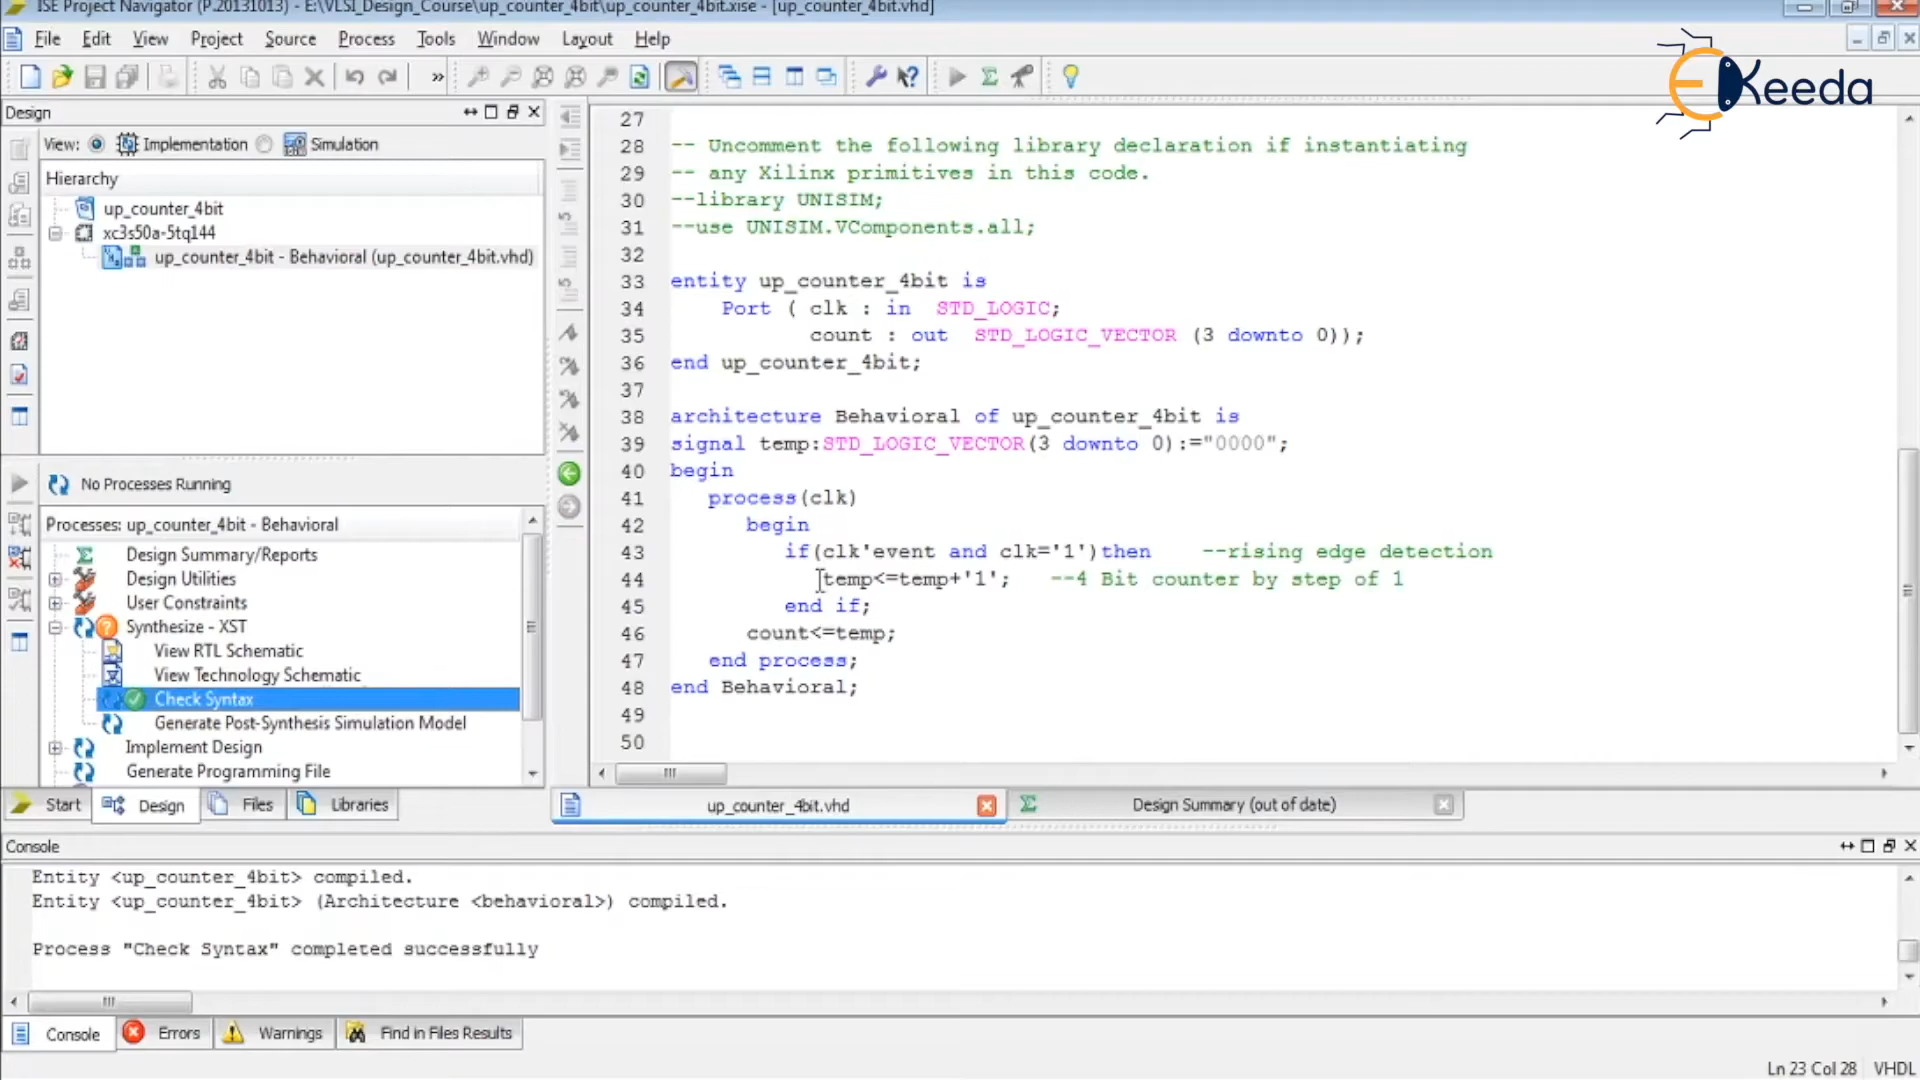 ISE Project Navigator (P.20131013) - E:\VLSI_Design_Course\up_counter_4bit\up_counter_4bit.xise - [up_counter_4bit.vhd]
File Edit View Project Source Process Tools Window Layout Help
EKeeda
Design
View: Implementation Simulation
Hierarchy
up_counter_4bit
xc3s50a-5tq144
up_counter_4bit - Behavioral (up_counter_4bit.vhd)
No Processes Running
Processes: up_counter_4bit - Behavioral
Design Summary/Reports
Design Utilities
User Constraints
Synthesize - XST
View RTL Schematic
View Technology Schematic
Check Syntax
Generate Post-Synthesis Simulation Model
Implement Design
Generate Programming File
Start Design Files Libraries
27
28 -- Uncomment the following library declaration if instantiating
29 -- any Xilinx primitives in this code.
30 --library UNISIM;
31 --use UNISIM.VComponents.all;
32
33 entity up_counter_4bit is
34 Port ( clk : in STD_LOGIC;
35 count : out STD_LOGIC_VECTOR (3 downto 0));
36 end up_counter_4bit;
37
38 architecture Behavioral of up_counter_4bit is
39 signal temp:STD_LOGIC_VECTOR(3 downto 0):="0000";
40 begin
41 process(clk)
42 begin
43 if(clk'event and clk='1')then --rising edge detection
44 temp<=temp+'1'; --4 Bit counter by step of 1
45 end if;
46 count<=temp;
47 end process;
48 end Behavioral;
49
50
up_counter_4bit.vhd Design Summary (out of date)
Console
Entity <up_counter_4bit> compiled.
Entity <up_counter_4bit> (Architecture <behavioral>) compiled.
Process "Check Syntax" completed successfully
Console Errors Warnings Find in Files Results
Ln 23 Col 28 VHDL